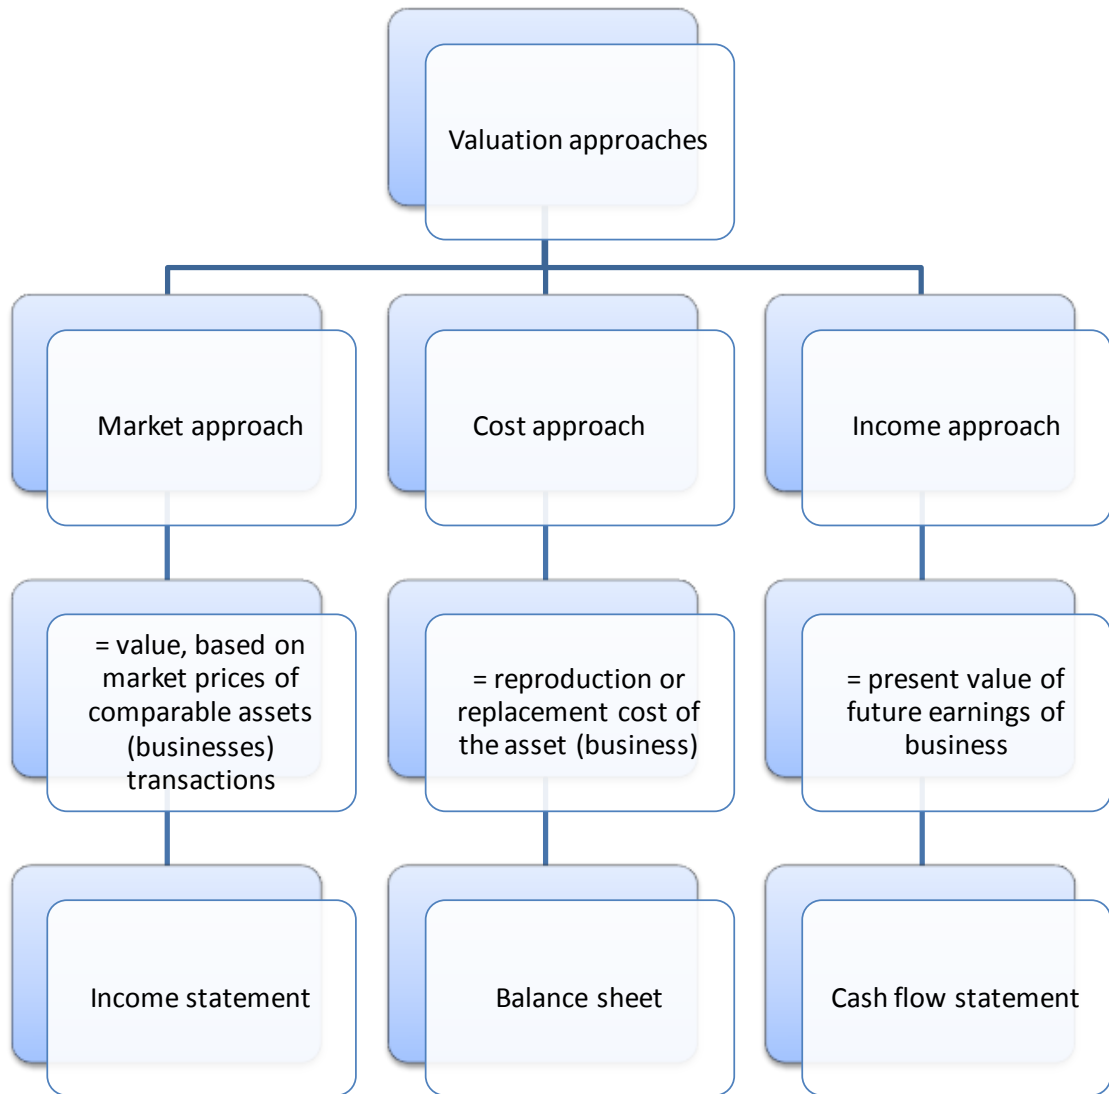 Valuation approaches
Market approach
Cost approach
Income approach
= value, based on
market prices of
comparable assets
(businesses)
transactions
= reproduction or
replacement cost of
the asset (business)
= present value of
future earnings of
business
Income statement
Balance sheet
Cash flow statement